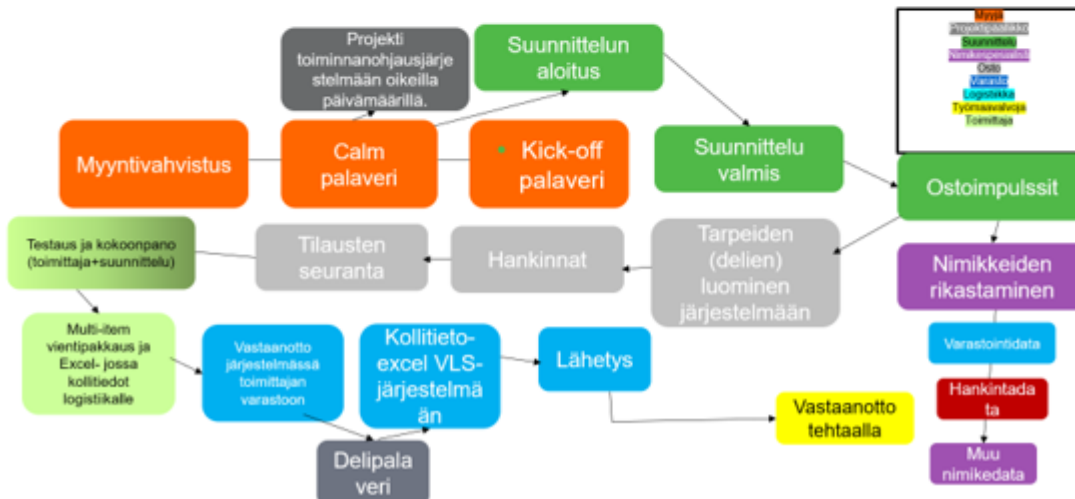 Myyjä
Projektipäällikkö
Suunnittelu
Osto
Varasto
Logistiikka
Työmaavalvoja
Toimittaja
Projekti
toiminnanohjausjärje
stelmään oikeilla
päivämäärillä.
Suunnittelun
aloitus
Myyntivahvistus
Calm
palaveri
• Kick-off
palaveri
Suunnittelu
valmis
Ostoimpulssit
Testaus ja kokoonpano
(toimittaja+suunnittelu)
Tilausten
seuranta
Hankinnat
Tarpeiden
(delien)
luominen
järjestelmään
Nimikkeiden
rikastaminen
Multi-item
vientipakkaus ja
Excel- jossa
kollitiedot
logistiikalle
Vastaanotto
järjestelmässä
toimittajan
varastoon
Kollitieto-
excel VLS-
järjestelmä
än
Lähetys
Varastointidata
Hankintada
ta
Vastaanotto
tehtaalla
Delipala
veri
Muu
nimikedata